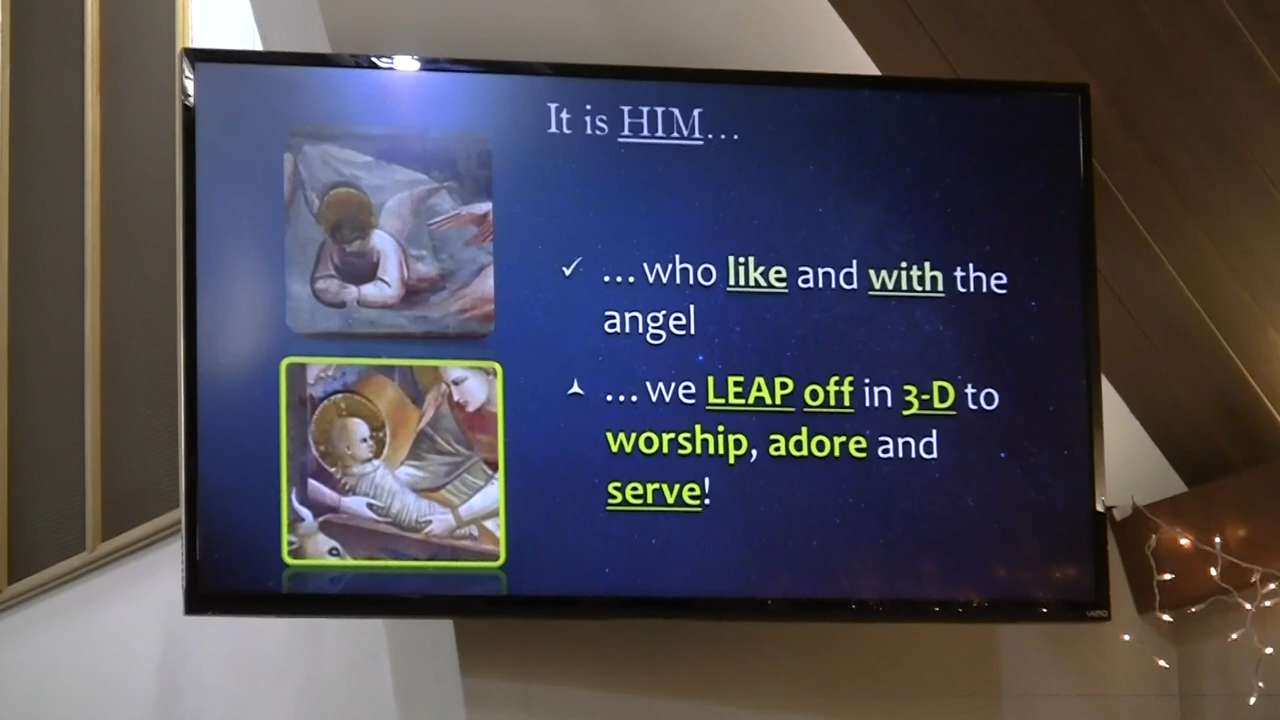 It is HIM...
... who like and with the
angel
... we LEAP off in 3-D to
worship, adore and
serve!
VIZIO